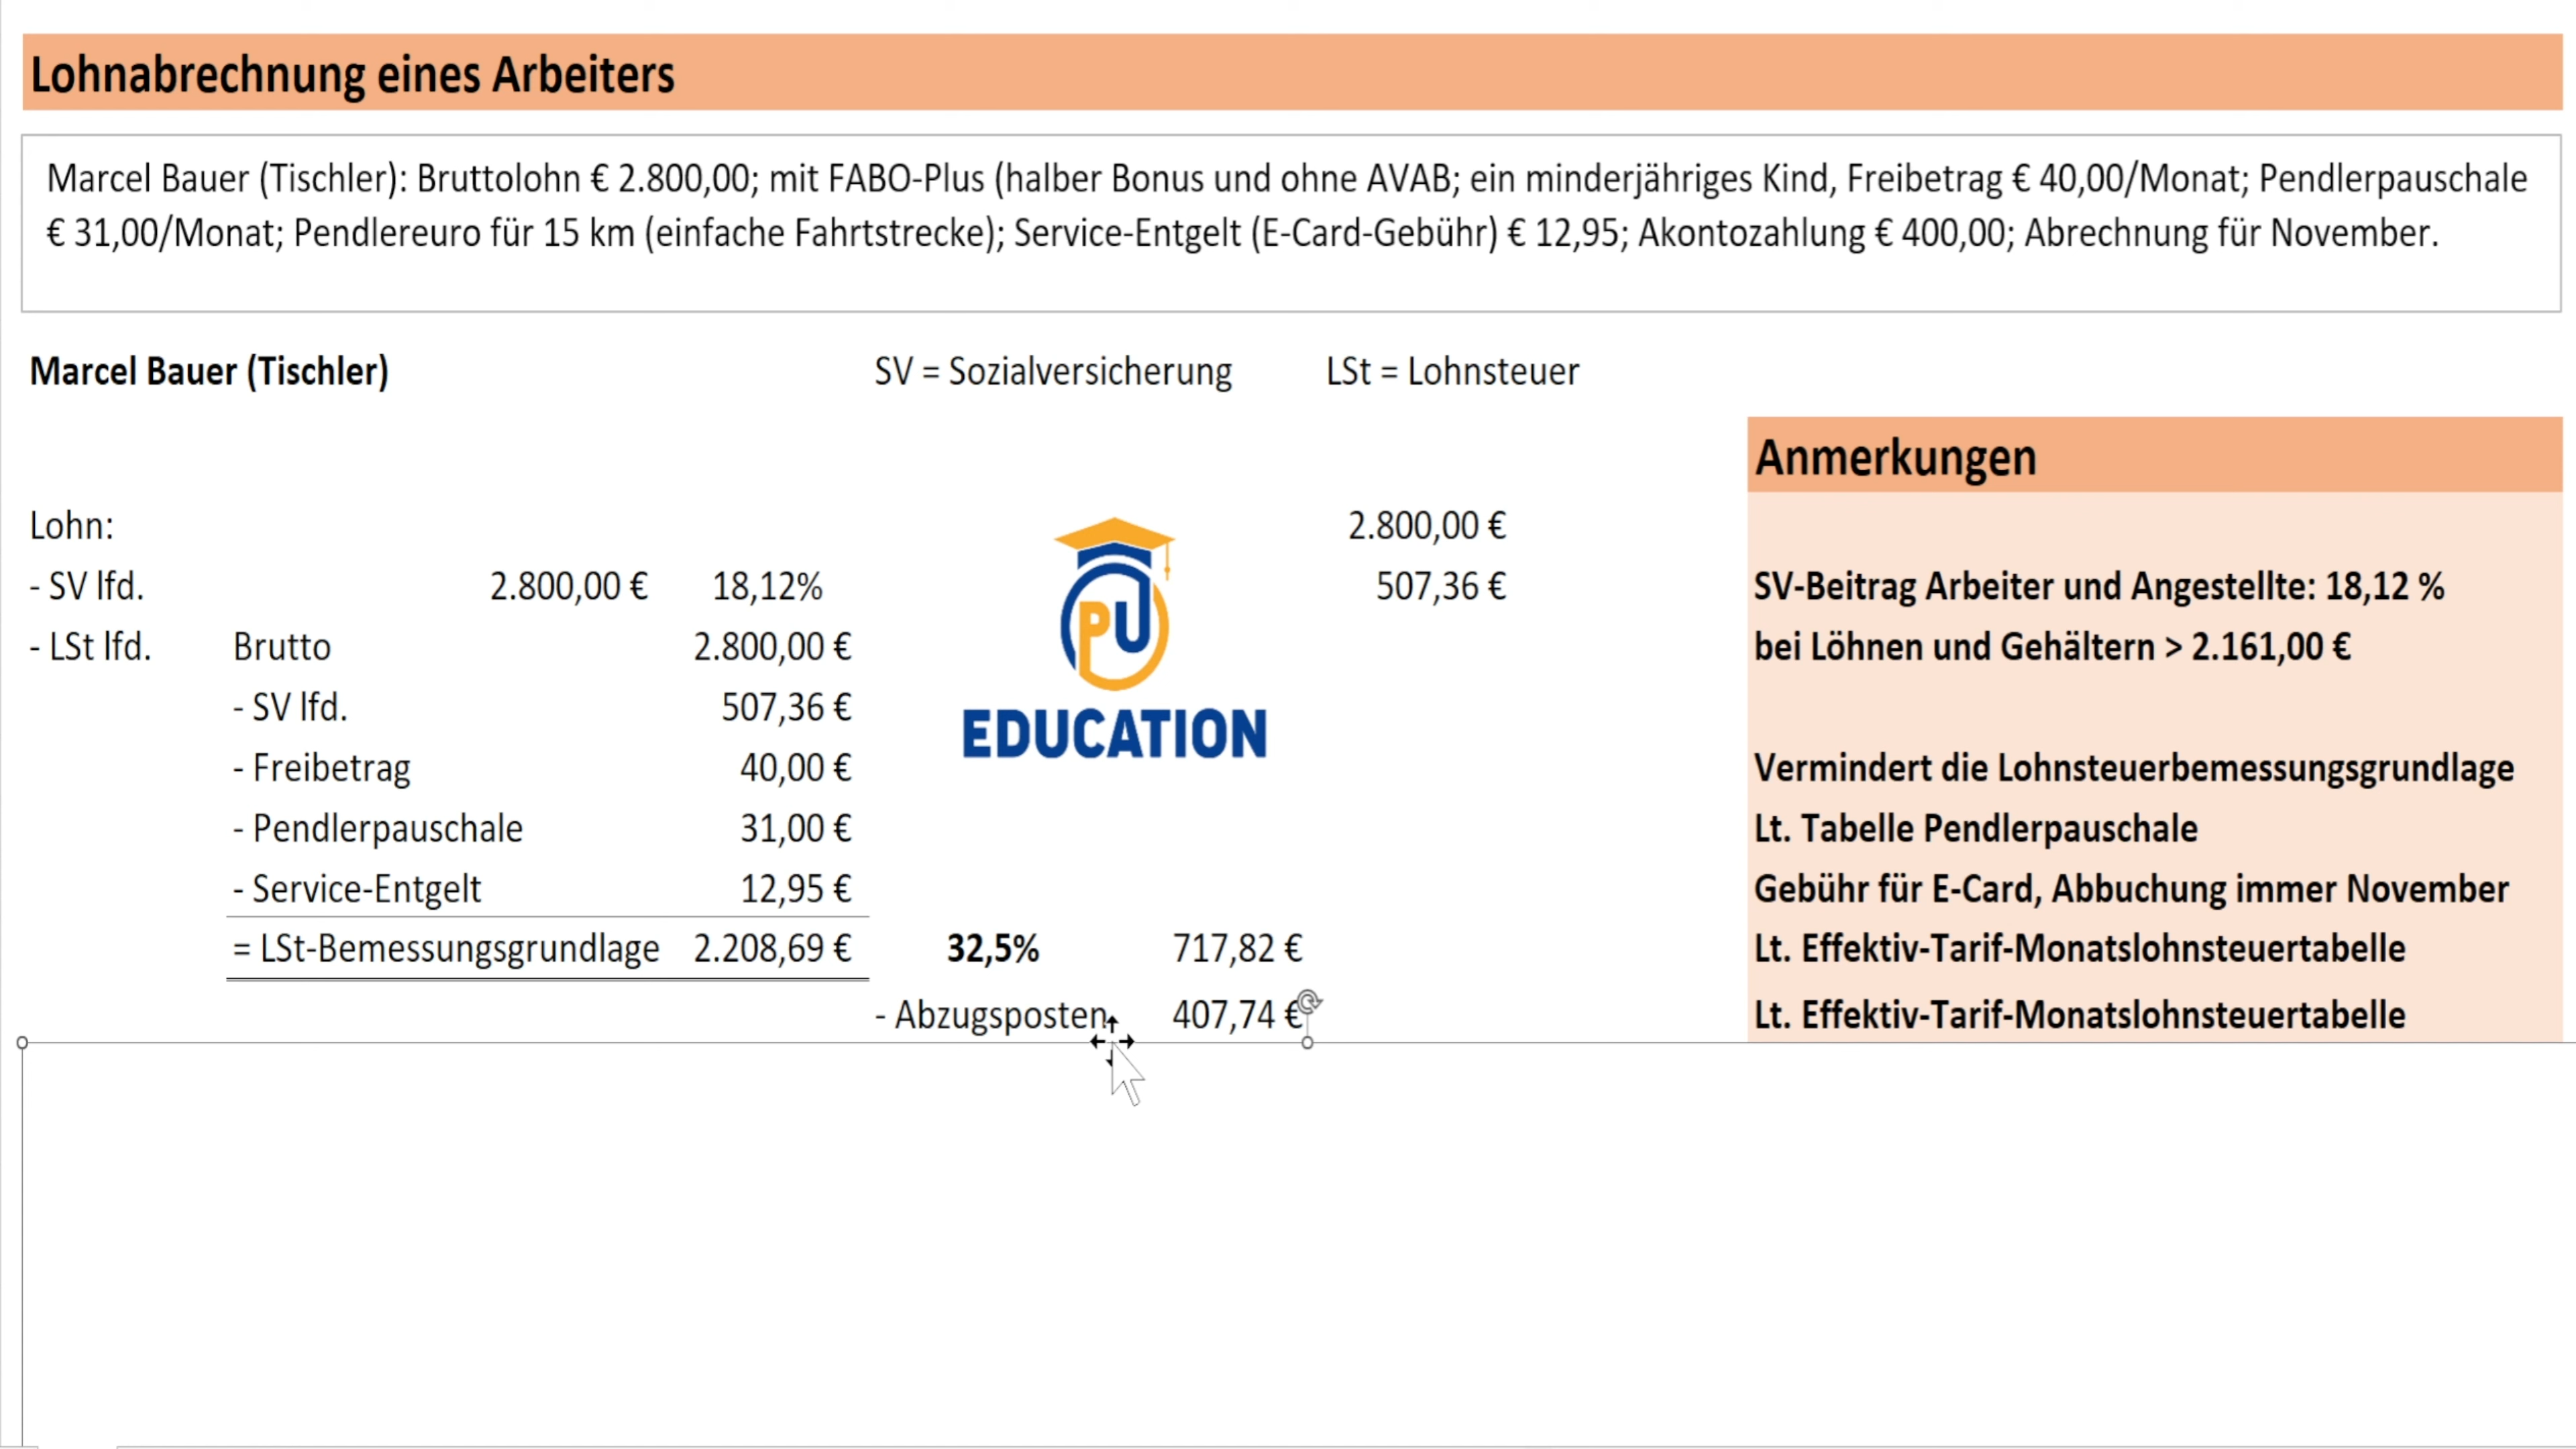 Lohnabrechnung eines Arbeiters
Marcel Bauer (Tischler): Bruttolohn € 2.800,00; mit FABO-Plus (halber Bonus und ohne AVAB; ein minderjähriges Kind, Freibetrag € 40,00/Monat; Pendlerpauschale
€ 31,00/Monat; Pendlereuro für 15 km (einfache Fahrtstrecke); Service-Entgelt (E-Card-Gebühr) € 12,95; Akontozahlung € 400,00; Abrechnung für November.
Marcel Bauer (Tischler) SV = Sozialversicherung LSt = Lohnsteuer
Anmerkungen
Lohn: 2.800,00 €
- SV lfd. 2.800,00 € 18,12% 507,36 € SV-Beitrag Arbeiter und Angestellte: 18,12 %
- LSt lfd. Brutto 2.800,00 € bei Löhnen und Gehältern > 2.161,00 €
PU
EDUCATION
- SV lfd. 507,36 €
- Freibetrag 40,00 € Vermindert die Lohnsteuerbemessungsgrundlage
- Pendlerpauschale 31,00 € Lt. Tabelle Pendlerpauschale
- Service-Entgelt 12,95 € Gebühr für E-Card, Abbuchung immer November
= LSt-Bemessungsgrundlage 2.208,69 € 32,5% 717,82 € Lt. Effektiv-Tarif-Monatslohnsteuertabelle
- Abzugsposten 407,74 € Lt. Effektiv-Tarif-Monatslohnsteuertabelle